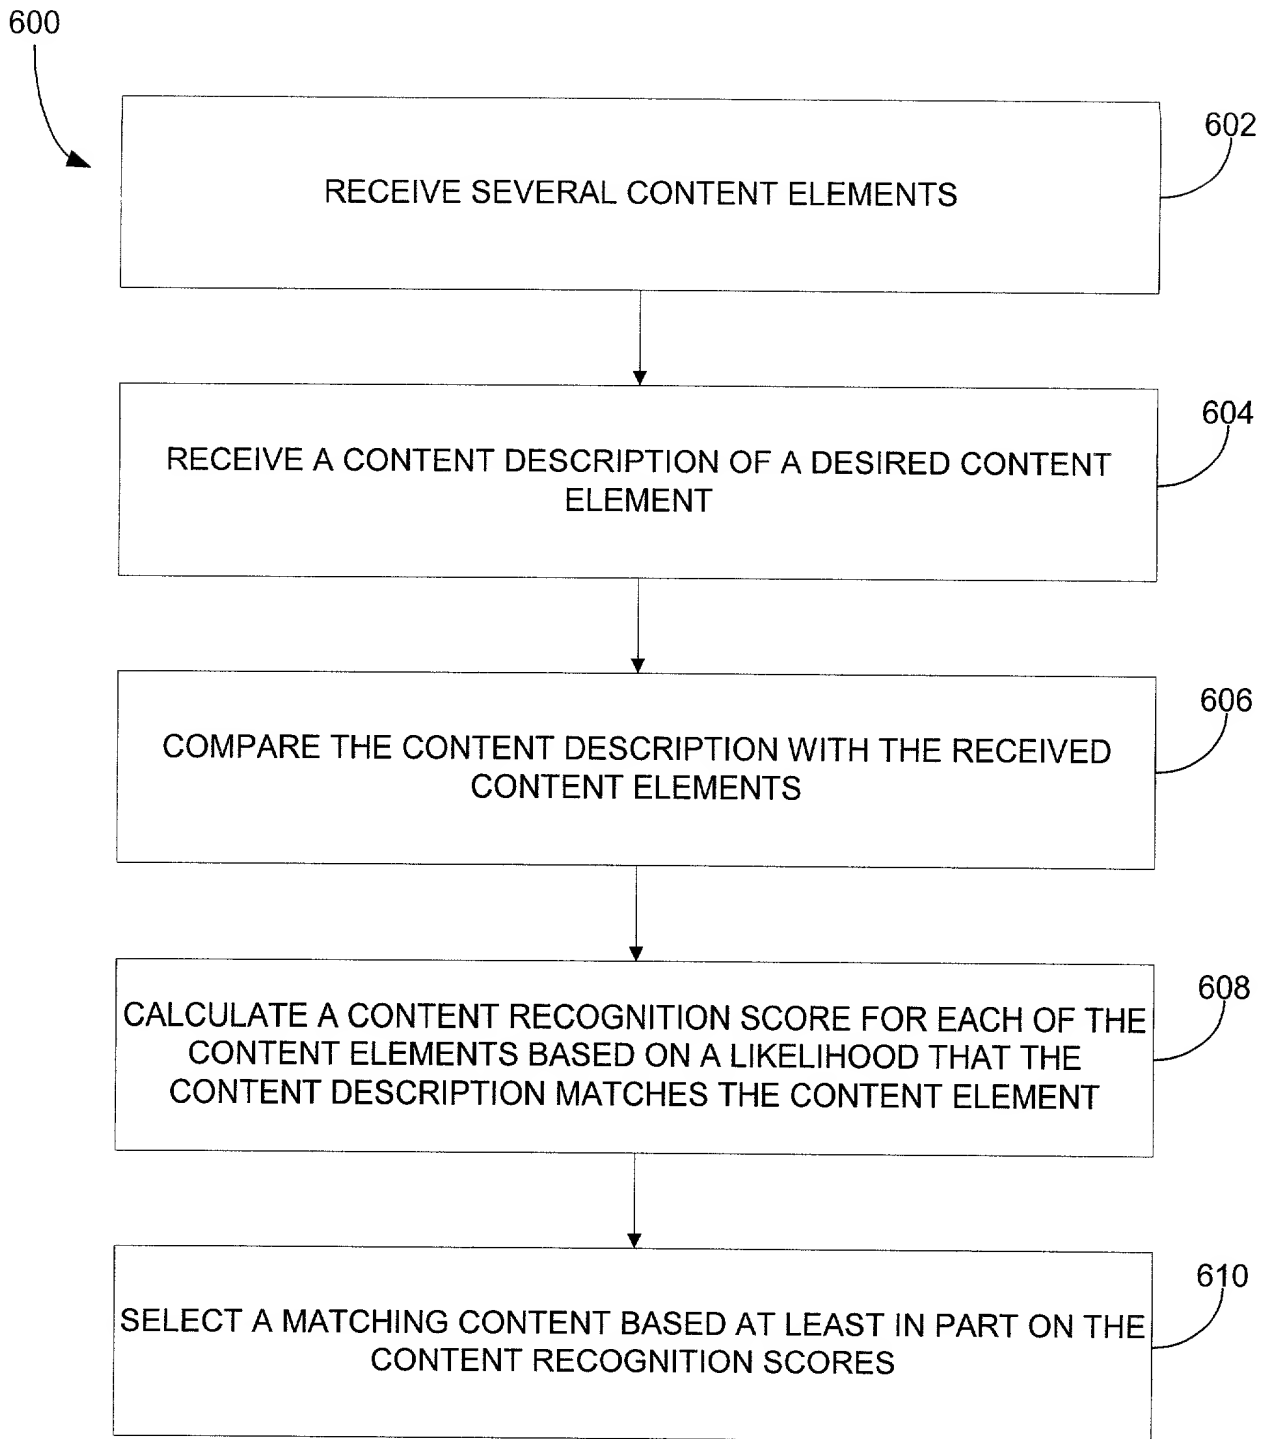 600
602
RECEIVE SEVERAL CONTENT ELEMENTS
604
RECEIVE A CONTENT DESCRIPTION OF A DESIRED CONTENT
ELEMENT
606
COMPARE THE CONTENT DESCRIPTION WITH THE RECEIVED
CONTENT ELEMENTS
608
CALCULATE A CONTENT RECOGNITION SCORE FOR EACH OF THE
CONTENT ELEMENTS BASED ON A LIKELIHOOD THAT THE
CONTENT DESCRIPTION MATCHES THE CONTENT ELEMENT
610
SELECT A MATCHING CONTENT BASED AT LEAST IN PART ON THE
CONTENT RECOGNITION SCORES